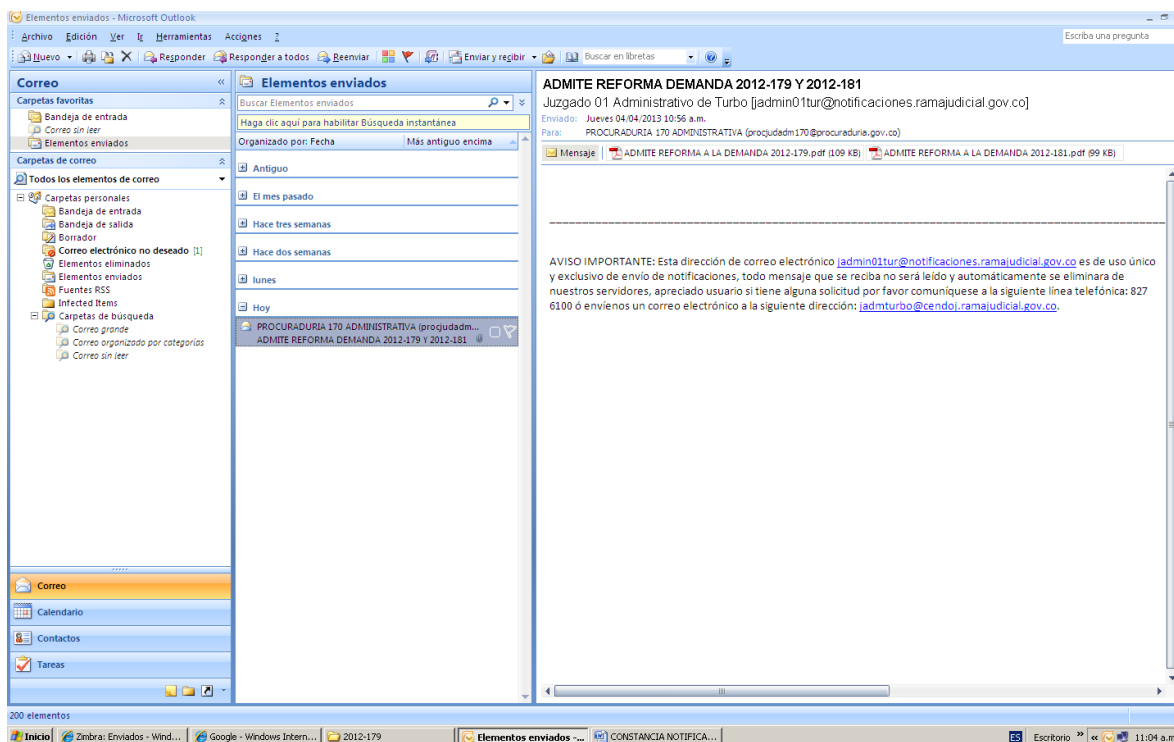 Elementos enviados - Microsoft Outlook
Archivo Edición Ver Ir Herramientas Acciones ?
Escriba una pregunta
Nuevo Responder Responder a todos Reenviar Enviar y recibir Buscar en libretas
Correo «
Carpetas favoritas
Bandeja de entrada
Correo sin leer
Elementos enviados
Carpetas de correo
Todos los elementos de correo
Carpetas personales
Bandeja de entrada
Bandeja de salida
Borrador
Correo electrónico no deseado [1]
Elementos eliminados
Elementos enviados
Fuentes RSS
Infected Items
Carpetas de búsqueda
Correo grande
Correo organizado por categorías
Correo sin leer
Correo
Calendario
Contactos
Tareas
Elementos enviados
Buscar Elementos enviados
Haga clic aquí para habilitar Búsqueda instantánea
Organizado por: Fecha Más antiguo encima
Antiguo
El mes pasado
Hace tres semanas
Hace dos semanas
lunes
Hoy
PROCURADURIA 170 ADMINISTRATIVA (procjudadm...
ADMITE REFORMA DEMANDA 2012-179 Y 2012-181
ADMITE REFORMA DEMANDA 2012-179 Y 2012-181
Juzgado 01 Administrativo de Turbo [jadmin01tur@notificaciones.ramajudicial.gov.co]
Enviado: Jueves 04/04/2013 10:56 a.m.
Para: PROCURADURIA 170 ADMINISTRATIVA (procjudadm170@procuraduria.gov.co)
Mensaje ADMITE REFORMA A LA DEMANDA 2012-179.pdf (109 KB) ADMITE REFORMA A LA DEMANDA 2012-181.pdf (99 KB)
AVISO IMPORTANTE: Esta dirección de correo electrónico jadmin01tur@notificaciones.ramajudicial.gov.co es de uso único
y exclusivo de envío de notificaciones, todo mensaje que se reciba no será leído y automáticamente se eliminara de
nuestros servidores, apreciado usuario si tiene alguna solicitud por favor comuníquese a la siguiente línea telefónica: 827
6100 ó envíenos un correo electrónico a la siguiente dirección: jadmturbo@cendoj.ramajudicial.gov.co.
200 elementos
Inicio Zimbra: Enviados - Wind... Google - Windows Intern... 2012-179 Elementos enviados -... CONSTANCIA NOTIFICA... ES Escritorio » « 11:04 a.m